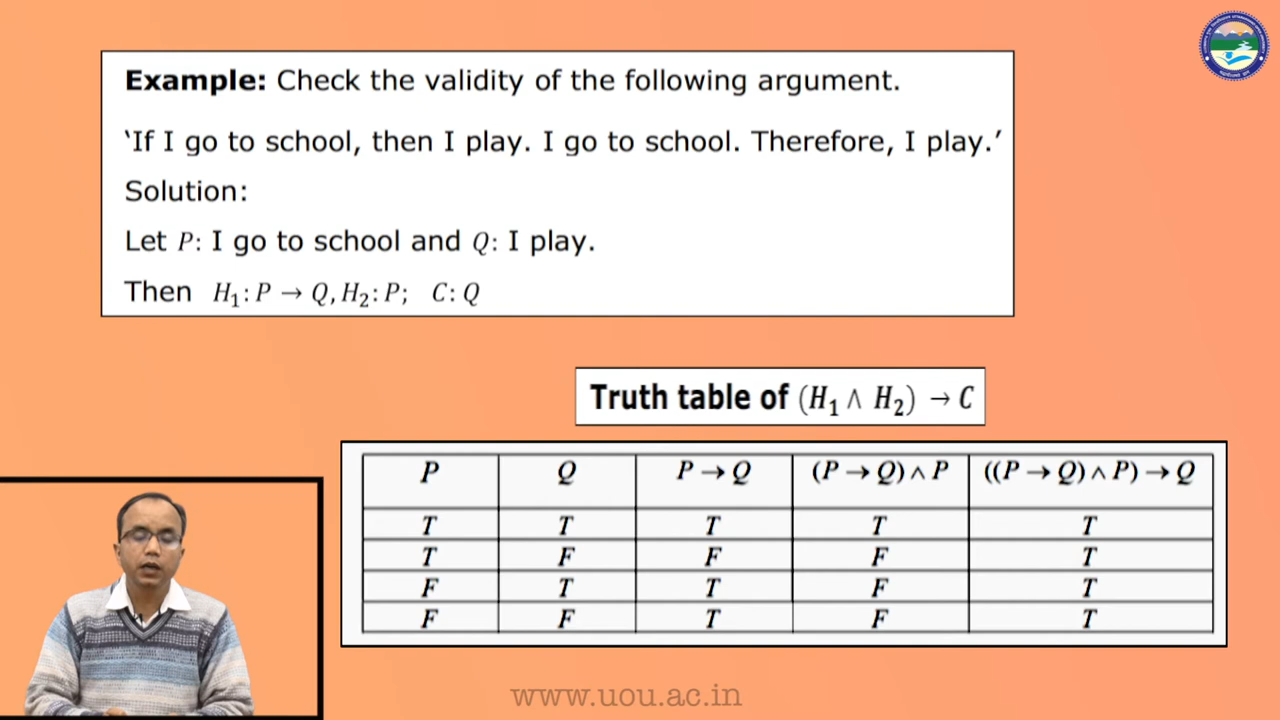 Example: Check the validity of the following argument.
‘If I go to school, then I play. I go to school. Therefore, I play.’
Solution:
Let P: I go to school and Q: I play.
Then H₁: P → Q, H₂: P; C: Q
Truth table of (H₁ ∧ H₂) → C
P Q P → Q (P → Q) ∧ P ((P → Q) ∧ P) → Q
T T T T T
T F F F T
F T T F T
F F T F T
www.uou.ac.in